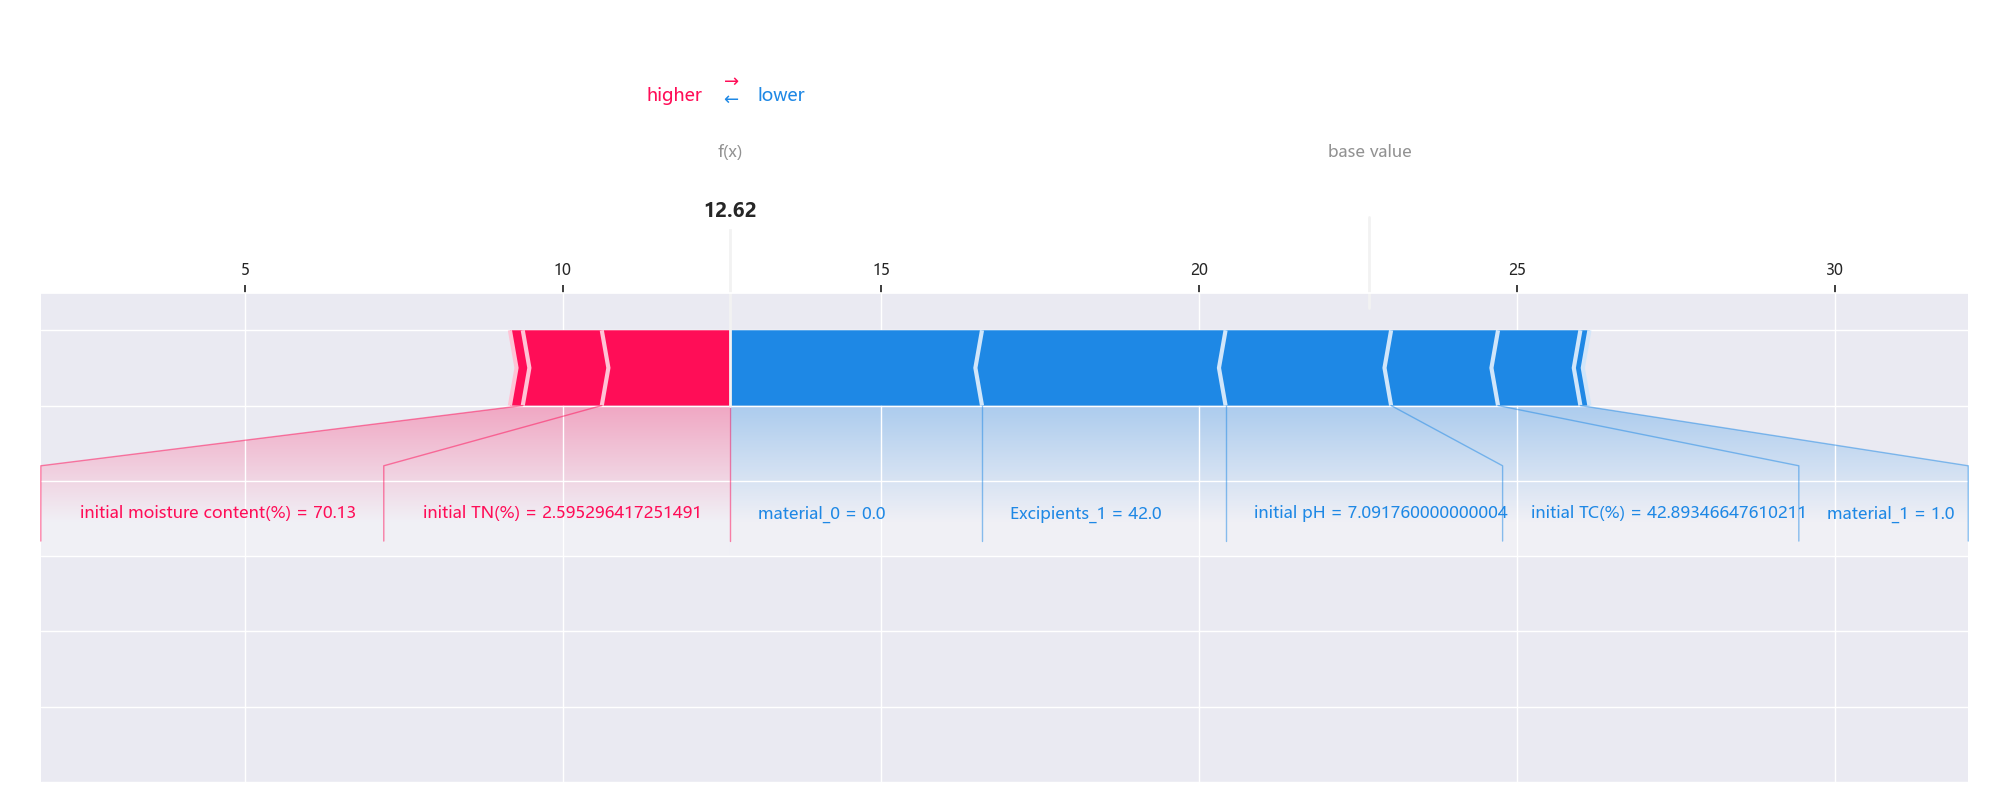 higher → ← lower
f(x) base value
12.62
5 10 15 20 25 30
initial moisture content(%) = 70.13 initial TN(%) = 2.595296417251491 material_0 = 0.0 Excipients_1 = 42.0 initial pH = 7.091760000000004 initial TC(%) = 42.89346647610211 material_1 = 1.0